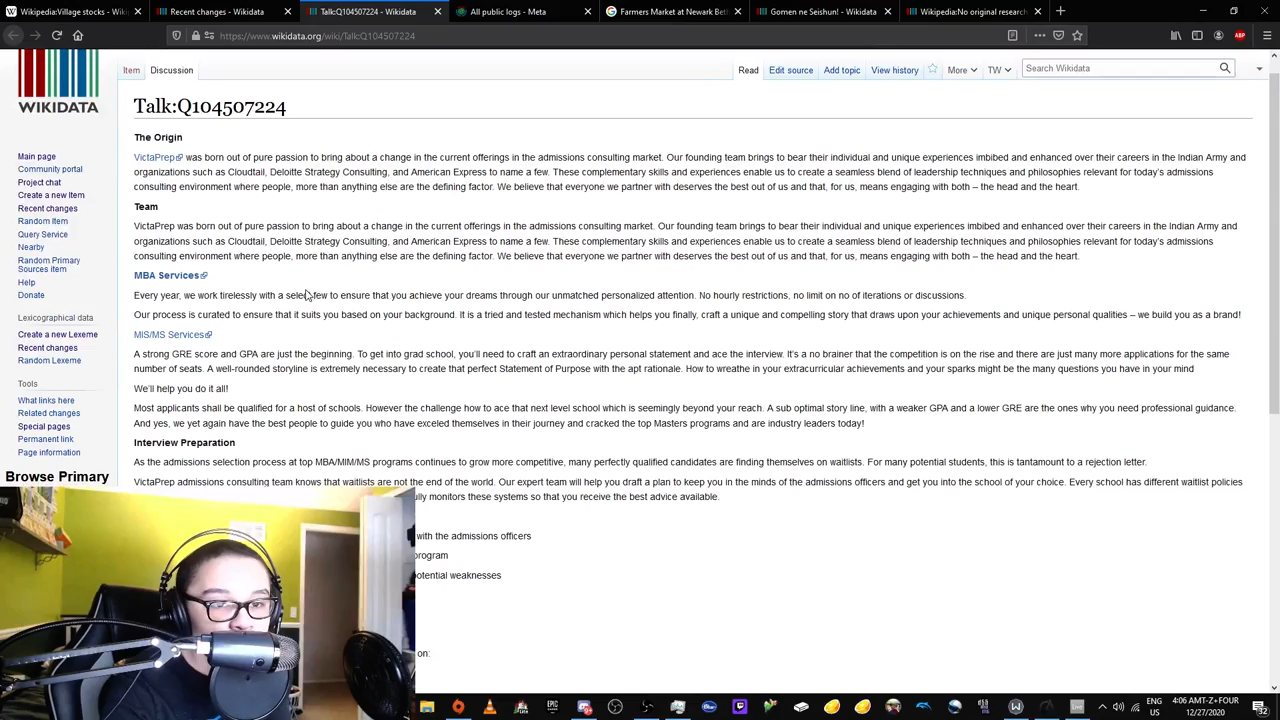 Wikipedia:Village stocks - Wiki
Recent changes - Wikidata
Talk:Q104507224 - Wikidata
All public logs - Meta
Farmers Market at Newark Beth
Gomen ne Seishun! - Wikidata
Wikipedia:No original research
https://www.wikidata.org/wiki/Talk:Q104507224
ABP
WIKIDATA
Item
Discussion
Read
Edit source
Add topic
View history
More
TW
Search Wikidata
Main page
Community portal
Project chat
Create a new Item
Recent changes
Random Item
Query Service
Nearby
Random Primary
Sources item
Help
Donate
Lexicographical data
Create a new Lexeme
Recent changes
Random Lexeme
Tools
What links here
Related changes
Special pages
Permanent link
Page information
Browse Primary
Talk:Q104507224
The Origin
VictaPrep was born out of pure passion to bring about a change in the current offerings in the admissions consulting market. Our founding team brings to bear their individual and unique experiences imbibed and enhanced over their careers in the Indian Army and
organizations such as Cloudtail, Deloitte Strategy Consulting, and American Express to name a few. These complementary skills and experiences enable us to create a seamless blend of leadership techniques and philosophies relevant for today's admissions
consulting environment where people, more than anything else are the defining factor. We believe that everyone we partner with deserves the best out of us and that, for us, means engaging with both – the head and the heart.
Team
VictaPrep was born out of pure passion to bring about a change in the current offerings in the admissions consulting market. Our founding team brings to bear their individual and unique experiences imbibed and enhanced over their careers in the Indian Army and
organizations such as Cloudtail, Deloitte Strategy Consulting, and American Express to name a few. These complementary skills and experiences enable us to create a seamless blend of leadership techniques and philosophies relevant for today's admissions
consulting environment where people, more than anything else are the defining factor. We believe that everyone we partner with deserves the best out of us and that, for us, means engaging with both – the head and the heart.
MBA Services
Every year, we work tirelessly with a select few to ensure that you achieve your dreams through our unmatched personalized attention. No hourly restrictions, no limit on no of iterations or discussions.
Our process is curated to ensure that it suits you based on your background. It is a tried and tested mechanism which helps you finally, craft a unique and compelling story that draws upon your achievements and unique personal qualities – we build you as a brand!
MIS/MS Services
A strong GRE score and GPA are just the beginning. To get into grad school, you'll need to craft an extraordinary personal statement and ace the interview. It's a no brainer that the competition is on the rise and there are just many more applications for the same
number of seats. A well-rounded storyline is extremely necessary to create that perfect Statement of Purpose with the apt rationale. How to wreathe in your extracurricular achievements and your sparks might be the many questions you have in your mind
We'll help you do it all!
Most applicants shall be qualified for a host of schools. However the challenge how to ace that next level school which is seemingly beyond your reach. A sub optimal story line, with a weaker GPA and a lower GRE are the ones why you need professional guidance.
And yes, we yet again have the best people to guide you who have exceled themselves in their journey and cracked the top Masters programs and are industry leaders today!
Interview Preparation
As the admissions selection process at top MBA/MIM/MS programs continues to grow more competitive, many perfectly qualified candidates are finding themselves on waitlists. For many potential students, this is tantamount to a rejection letter.
VictaPrep admissions consulting team knows that waitlists are not the end of the world. Our expert team will help you draft a plan to keep you in the minds of the admissions officers and get you into the school of your choice. Every school has different waitlist policies
ully monitors these systems so that you receive the best advice available.
with the admissions officers
program
potential weaknesses
on:
ENG
US
4:06 AMT-Z+FOUR
12/27/2020